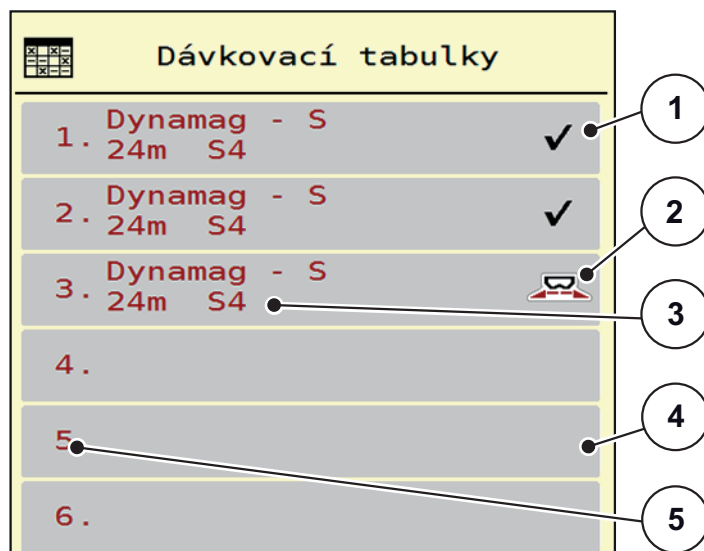 Dávkovací tabulky
1. Dynamag - S
24m S4
2. Dynamag - S
24m S4
3. Dynamag - S
24m S4
4.
5.
6.
1
2
3
4
5